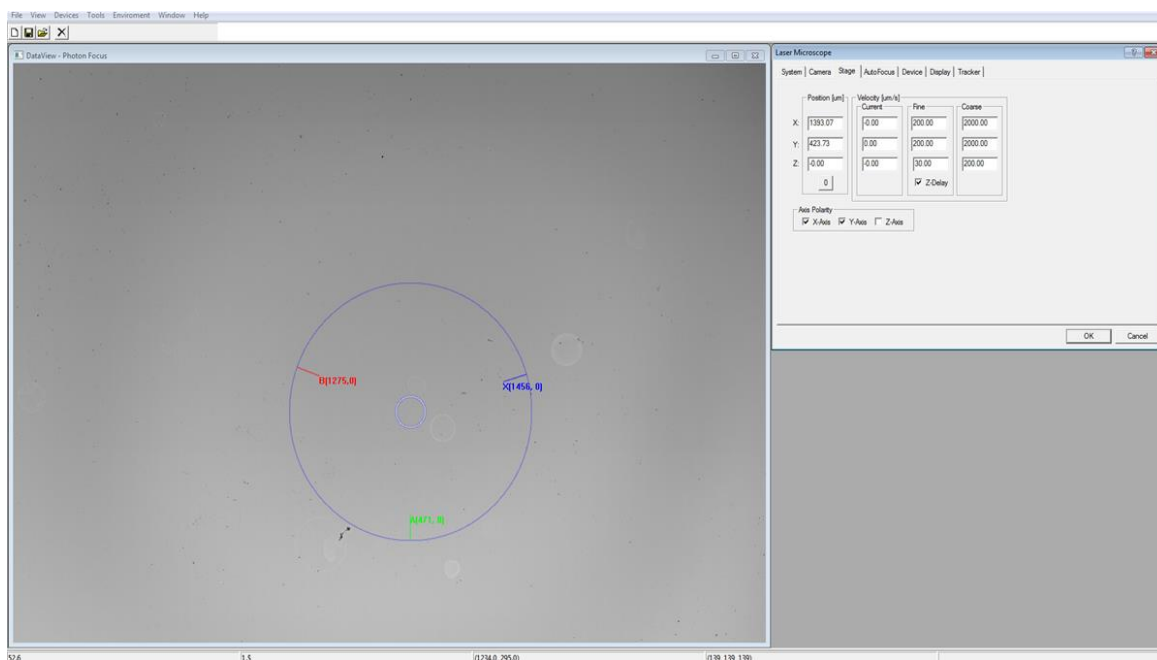 File View Devices Tools Enviroment Window Help
DataView - Photon Focus
B(1275,0)
X(1456, 0)
A(471, 0)
Laser Microscope
System Camera Stage AutoFocus Device Display Tracker
Position [um] Velocity [um/s]
Current Fine Coarse
X: 1393.07 -0.00 200.00 2000.00
Y: 423.73 0.00 200.00 2000.00
Z: -0.00 -0.00 30.00 200.00
0 Z-Delay
Axis Polarity
X-Axis Y-Axis Z-Axis
OK Cancel
52.6 1.5 (1234.0, 295.0) (139, 139, 139)